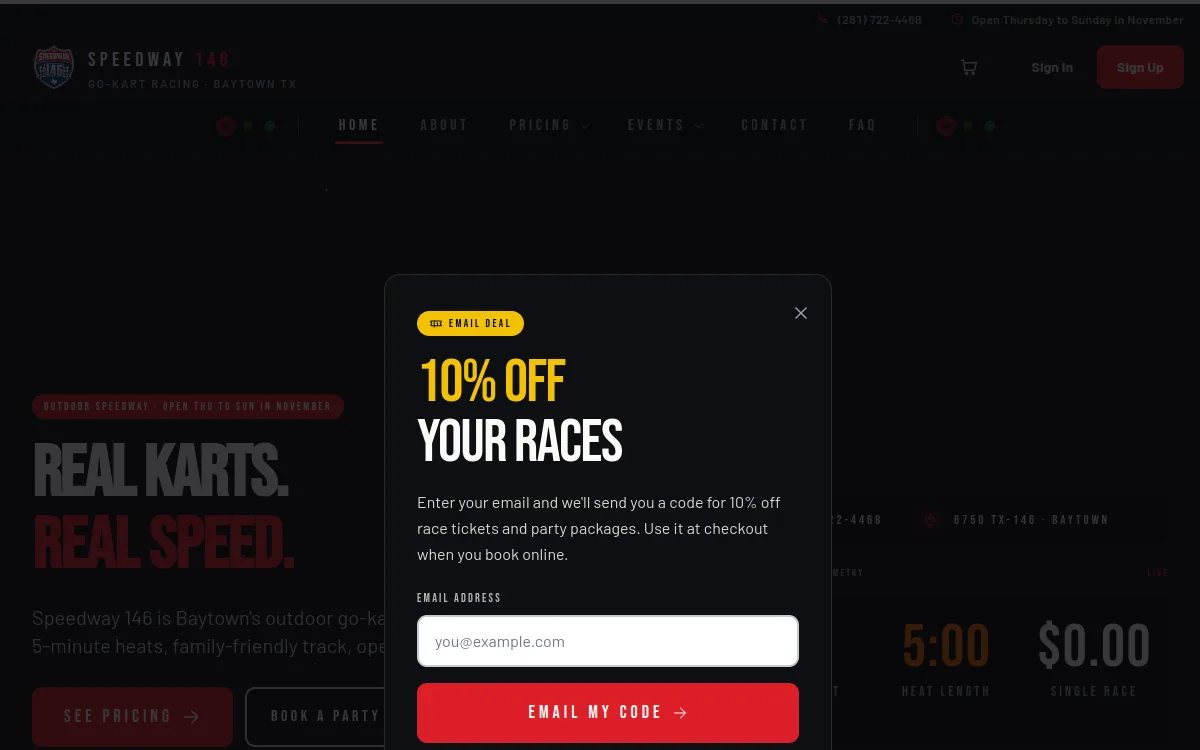 (281) 722-4468
Open Thursday to Sunday in November
SPEEDWAY 146
GO-KART RACING · BAYTOWN TX
Sign In
Sign Up
HOME
ABOUT
PRICING
EVENTS
CONTACT
FAQ
EMAIL DEAL
10% OFF
YOUR RACES
Enter your email and we'll send you a code for 10% off
race tickets and party packages. Use it at checkout
when you book online.
EMAIL ADDRESS
you@example.com
EMAIL MY CODE
OUTDOOR SPEEDWAY · OPEN THU TO SUN IN NOVEMBER
REAL KARTS.
REAL SPEED.
Speedway 146 is Baytown's outdoor go-ka
5-minute heats, family-friendly track, ope
SEE PRICING
BOOK A PARTY
22-4468
6750 TX-146 · BAYTOWN
METRY
LIVE
5:00
HEAT LENGTH
$0.00
SINGLE RACE